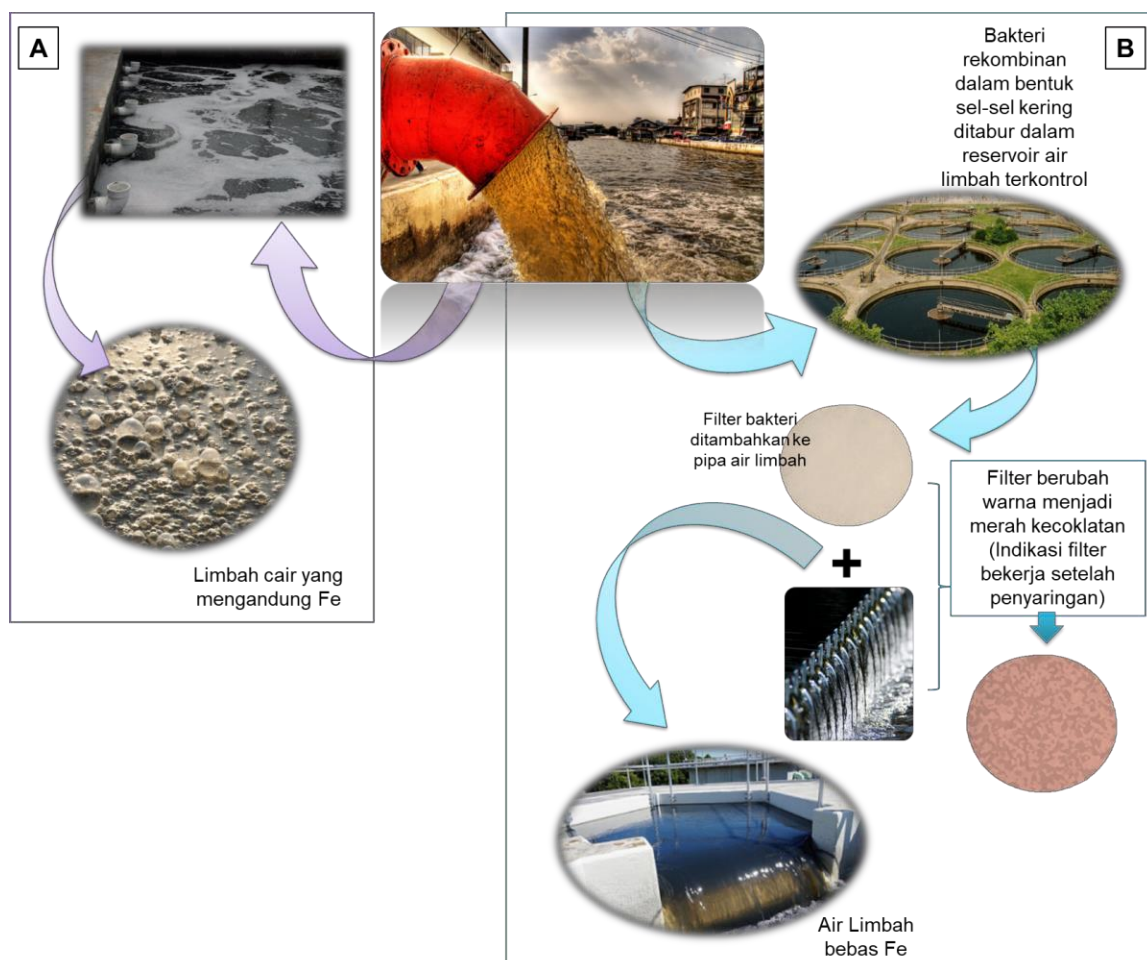 A
Limbah cair yang
mengandung Fe
B
Bakteri
rekombinan
dalam bentuk
sel-sel kering
ditabur dalam
reservoir air
limbah terkontrol
Filter bakteri
ditambahkan ke
pipa air limbah
Filter berubah
warna menjadi
merah kecoklatan
(Indikasi filter
bekerja setelah
penyaringan)
+
Air Limbah
bebas Fe